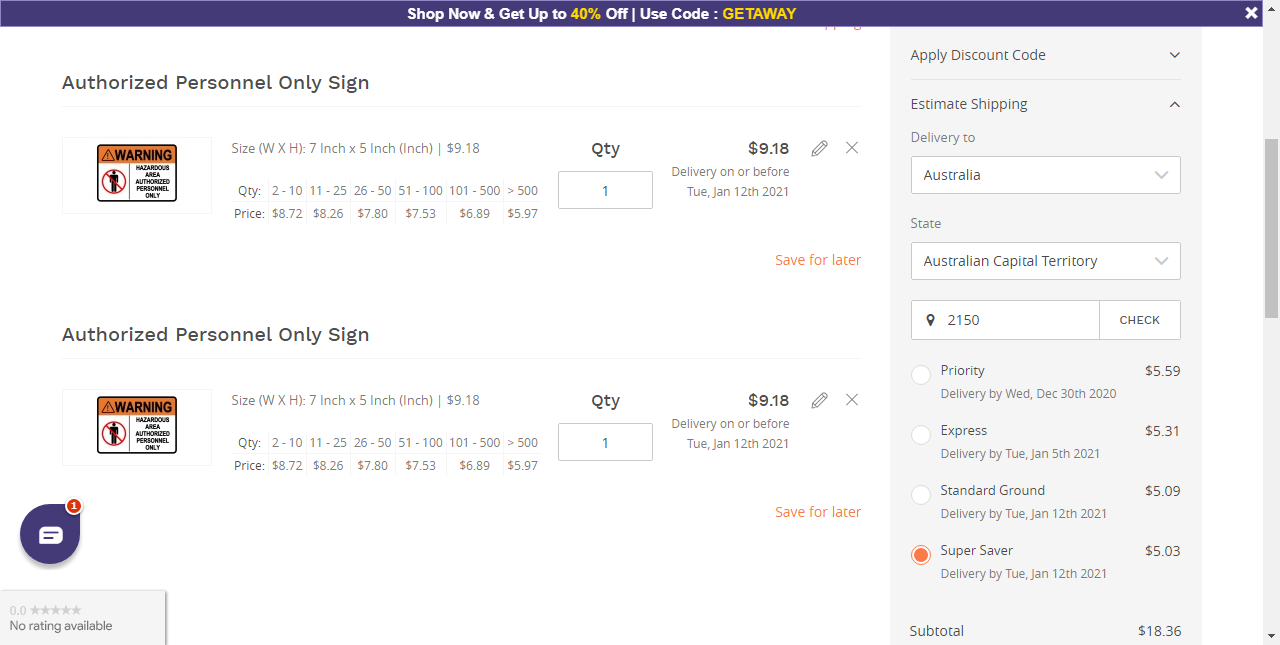 Shop Now & Get Up to 40% Off | Use Code : GETAWAY
Authorized Personnel Only Sign
WARNING
HAZARDOUS
AREA
AUTHORIZED
PERSONNEL
ONLY
Size (W X H): 7 Inch x 5 Inch (Inch) | $9.18
Qty: 2 - 10 11 - 25 26 - 50 51 - 100 101 - 500 > 500
Price: $8.72 $8.26 $7.80 $7.53 $6.89 $5.97
Qty
1
$9.18
Delivery on or before
Tue, Jan 12th 2021
Save for later
Authorized Personnel Only Sign
WARNING
HAZARDOUS
AREA
AUTHORIZED
PERSONNEL
ONLY
Size (W X H): 7 Inch x 5 Inch (Inch) | $9.18
Qty: 2 - 10 11 - 25 26 - 50 51 - 100 101 - 500 > 500
Price: $8.72 $8.26 $7.80 $7.53 $6.89 $5.97
Qty
1
$9.18
Delivery on or before
Tue, Jan 12th 2021
Save for later
1
0.0
No rating available
Apply Discount Code
Estimate Shipping
Delivery to
Australia
State
Australian Capital Territory
2150 CHECK
Priority $5.59
Delivery by Wed, Dec 30th 2020
Express $5.31
Delivery by Tue, Jan 5th 2021
Standard Ground $5.09
Delivery by Tue, Jan 12th 2021
Super Saver $5.03
Delivery by Tue, Jan 12th 2021
Subtotal $18.36